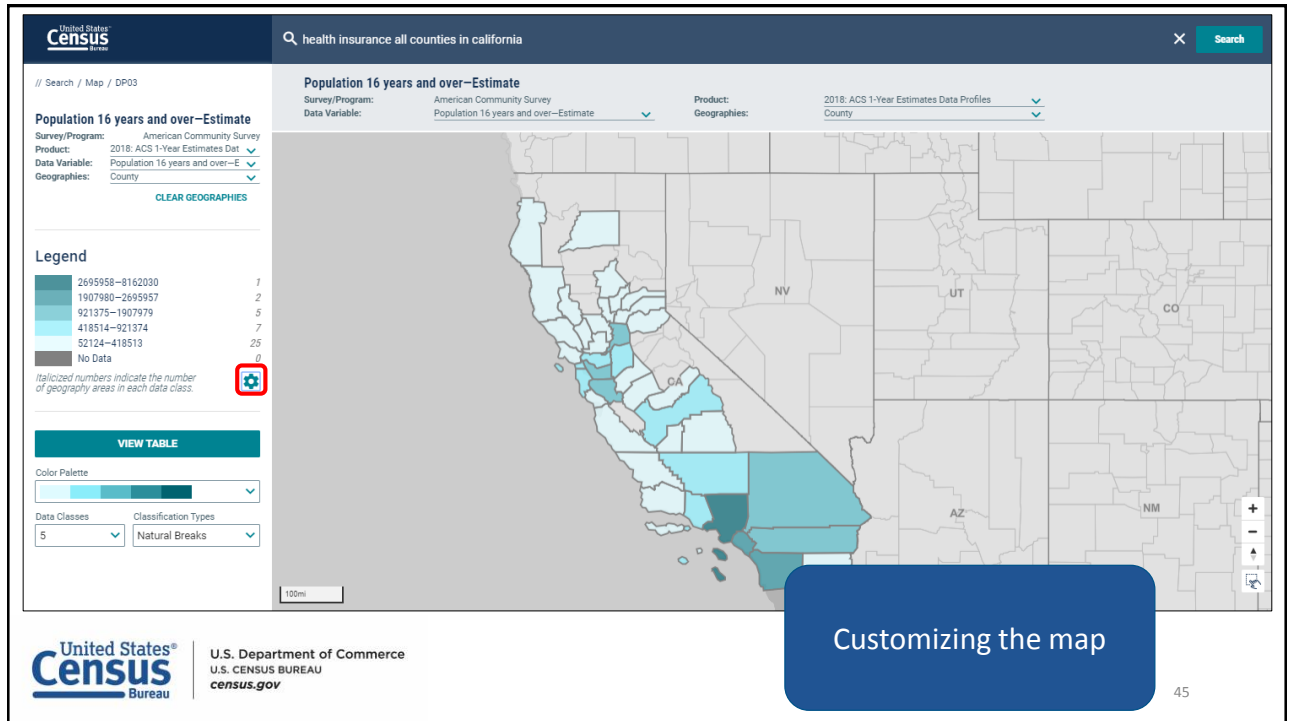 United States®
Census
Bureau
health insurance all counties in california
Search
// Search / Map / DP03
Population 16 years and over—Estimate
Survey/Program: American Community Survey
Product: 2018: ACS 1-Year Estimates Dat
Data Variable: Population 16 years and over—E
Geographies: County
CLEAR GEOGRAPHIES
Legend
2695958—8162030 1
1907980—2695957 2
921375—1907979 5
418514—921374 7
52124—418513 25
No Data 0
Italicized numbers indicate the number
of geography areas in each data class.
VIEW TABLE
Color Palette
Data Classes Classification Types
5 Natural Breaks
Population 16 years and over—Estimate
Survey/Program: American Community Survey Product: 2018: ACS 1-Year Estimates Data Profiles
Data Variable: Population 16 years and over—Estimate Geographies: County
NV
UT
CO
CA
AZ
NM
+
−
100mi
Customizing the map
United States®
Census
Bureau
U.S. Department of Commerce
U.S. CENSUS BUREAU
census.gov
45